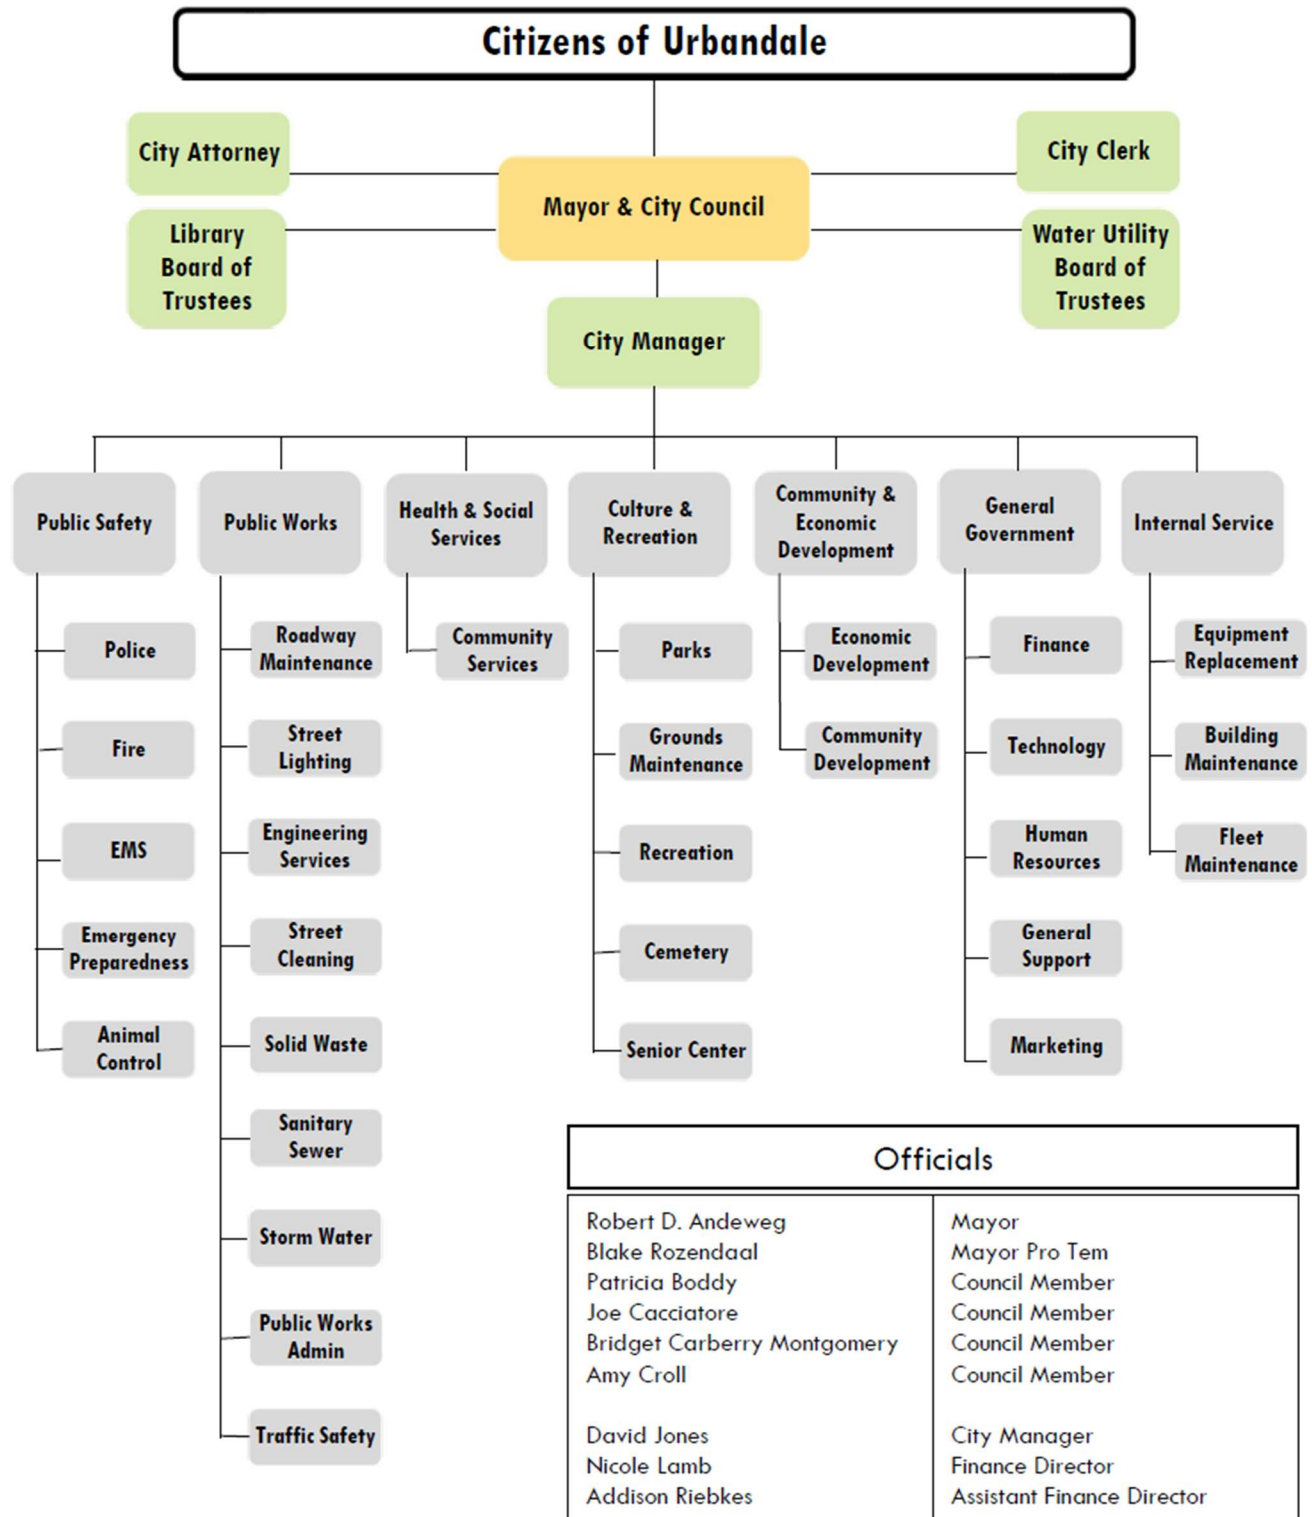 Citizens of Urbandale
City Attorney
City Clerk
Mayor & City Council
Library
Board of
Trustees
Water Utility
Board of
Trustees
City Manager
Public Safety
Public Works
Health & Social
Services
Culture &
Recreation
Community &
Economic
Development
General
Government
Internal Service
Police
Fire
EMS
Emergency
Preparedness
Animal
Control
Roadway
Maintenance
Street
Lighting
Engineering
Services
Street
Cleaning
Solid Waste
Sanitary
Sewer
Storm Water
Public Works
Admin
Traffic Safety
Community
Services
Parks
Grounds
Maintenance
Recreation
Cemetery
Senior Center
Economic
Development
Community
Development
Finance
Technology
Human
Resources
General
Support
Marketing
Equipment
Replacement
Building
Maintenance
Fleet
Maintenance
Officials
Robert D. Andeweg Mayor
Blake Rozendaal Mayor Pro Tem
Patricia Boddy Council Member
Joe Cacciatore Council Member
Bridget Carberry Montgomery Council Member
Amy Croll Council Member
David Jones City Manager
Nicole Lamb Finance Director
Addison Riebkes Assistant Finance Director